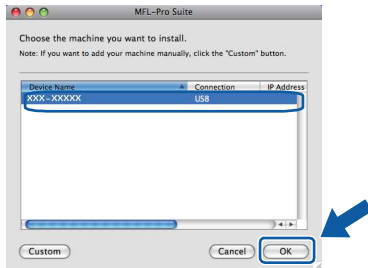 MFL-Pro Suite
Choose the machine you want to install.
Note: If you want to add your machine manually, click the "Custom" button.
Device Name Connection IP Address
XXX-XXXXX USB
Custom Cancel OK